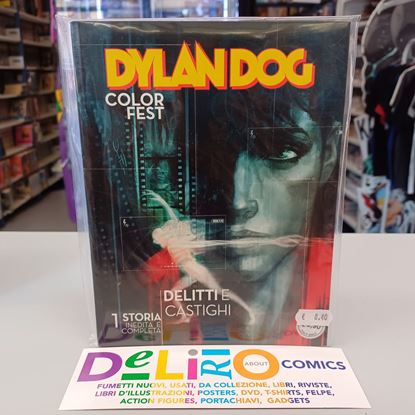 DYLAN DOG
COLOR
FEST
DELITTI E
CASTIGHI
1 STORIA
INEDITA E
COMPLETA
DELIRIO
ABOUT
COMICS
FUMETTI NUOVI, USATI, DA COLLEZIONE, LIBRI, RIVISTE,
LIBRI D'ILLUSTRAZIONI, POSTERS, DVD, T-SHIRTS, FELPE,
ACTION FIGURES, PORTACHIAVI, GADGETS